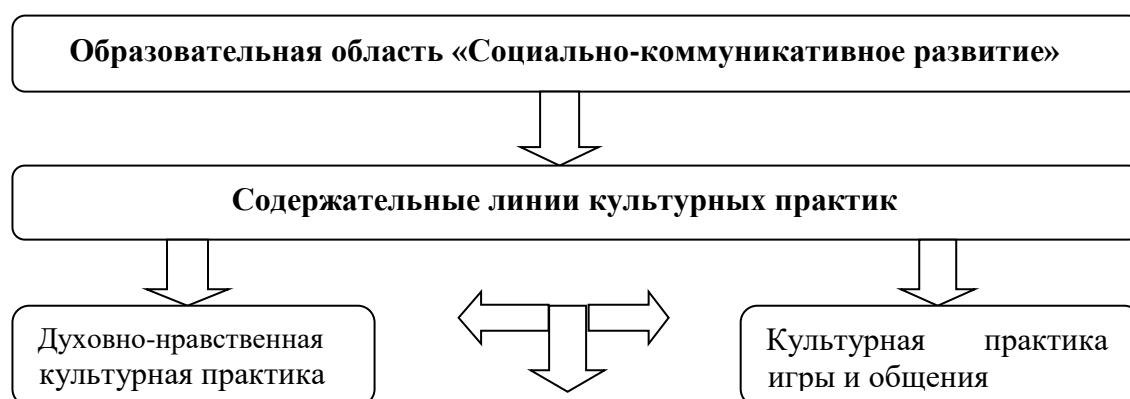 Образовательная область «Социально-коммуникативное развитие»
Содержательные линии культурных практик
Духовно-нравственная
культурная практика
Культурная практика
игры и общения